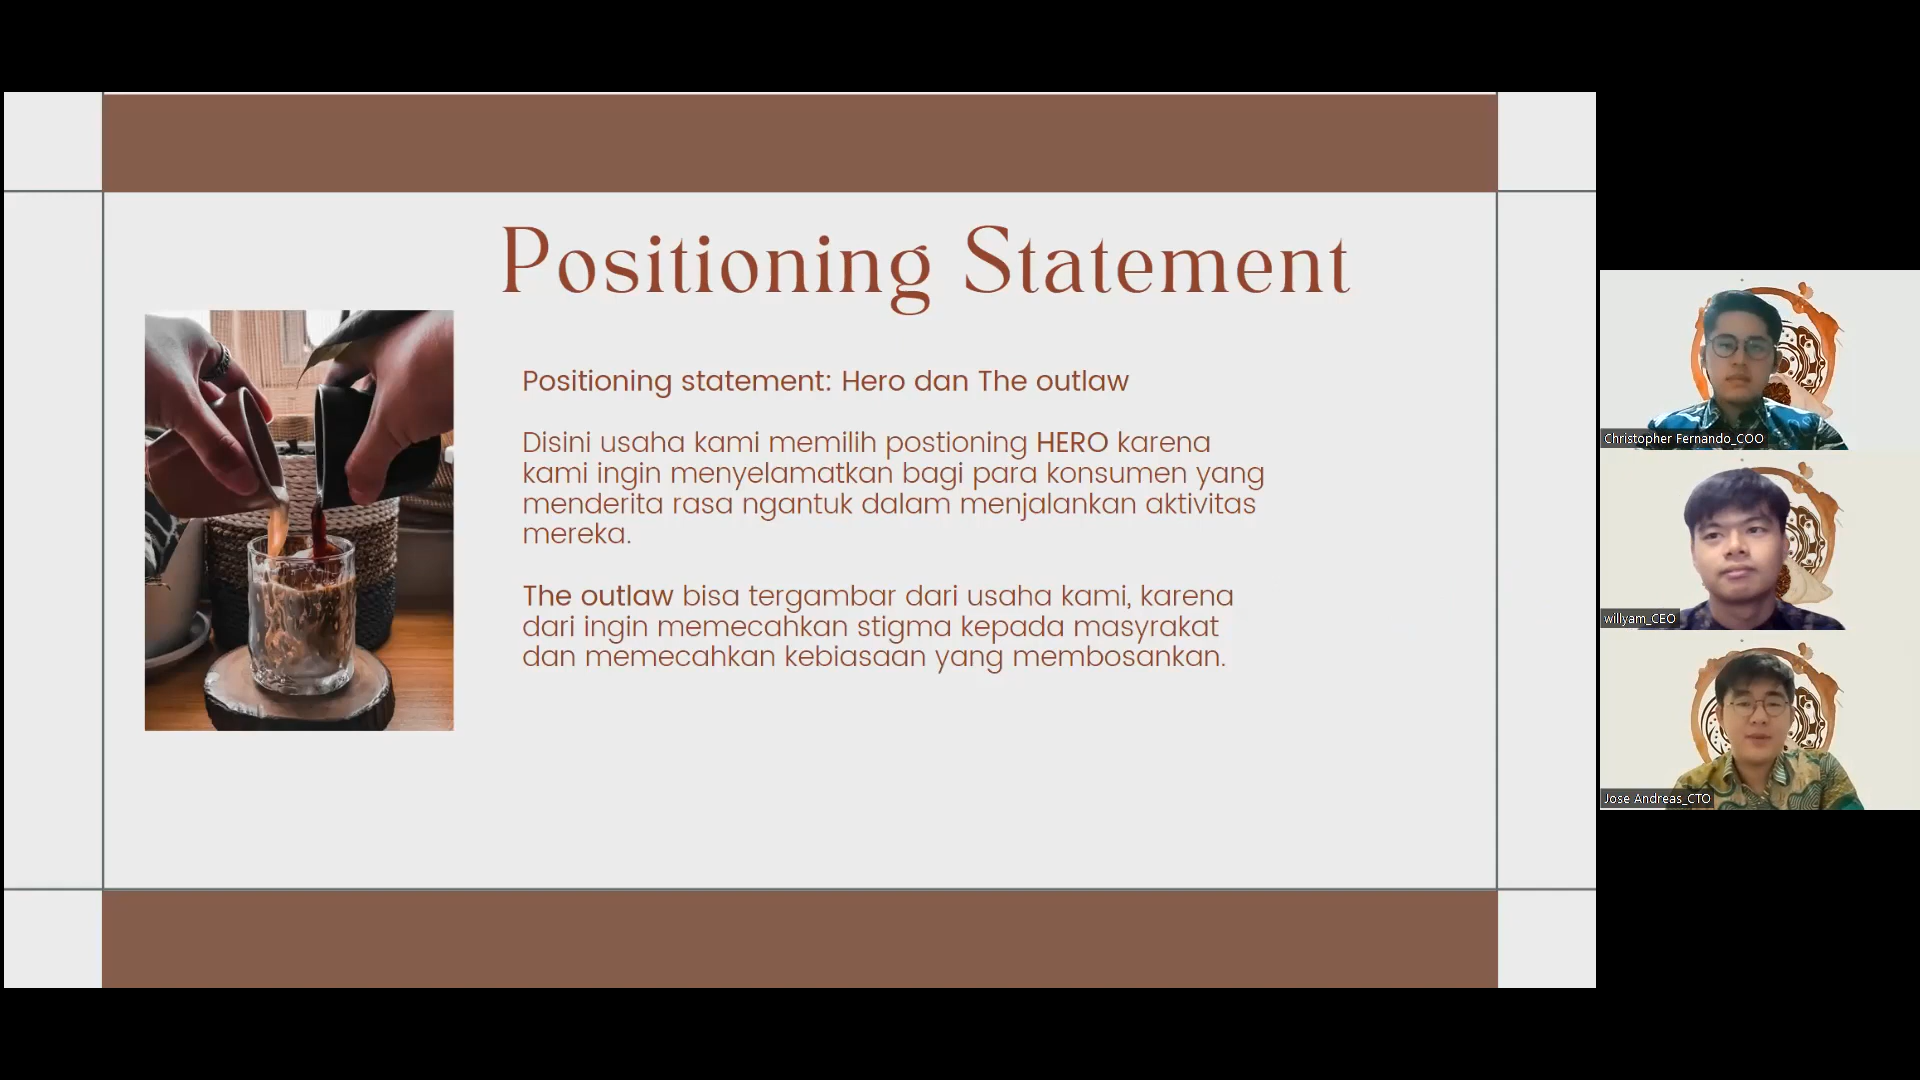 Positioning Statement
Positioning statement: Hero dan The outlaw
Disini usaha kami memilih postioning HERO karena
kami ingin menyelamatkan bagi para konsumen yang
menderita rasa ngantuk dalam menjalankan aktivitas
mereka.
The outlaw bisa tergambar dari usaha kami, karena
dari ingin memecahkan stigma kepada masyrakat
dan memecahkan kebiasaan yang membosankan.
Christopher Fernando_COO
willyam_CEO
Jose Andreas_CTO